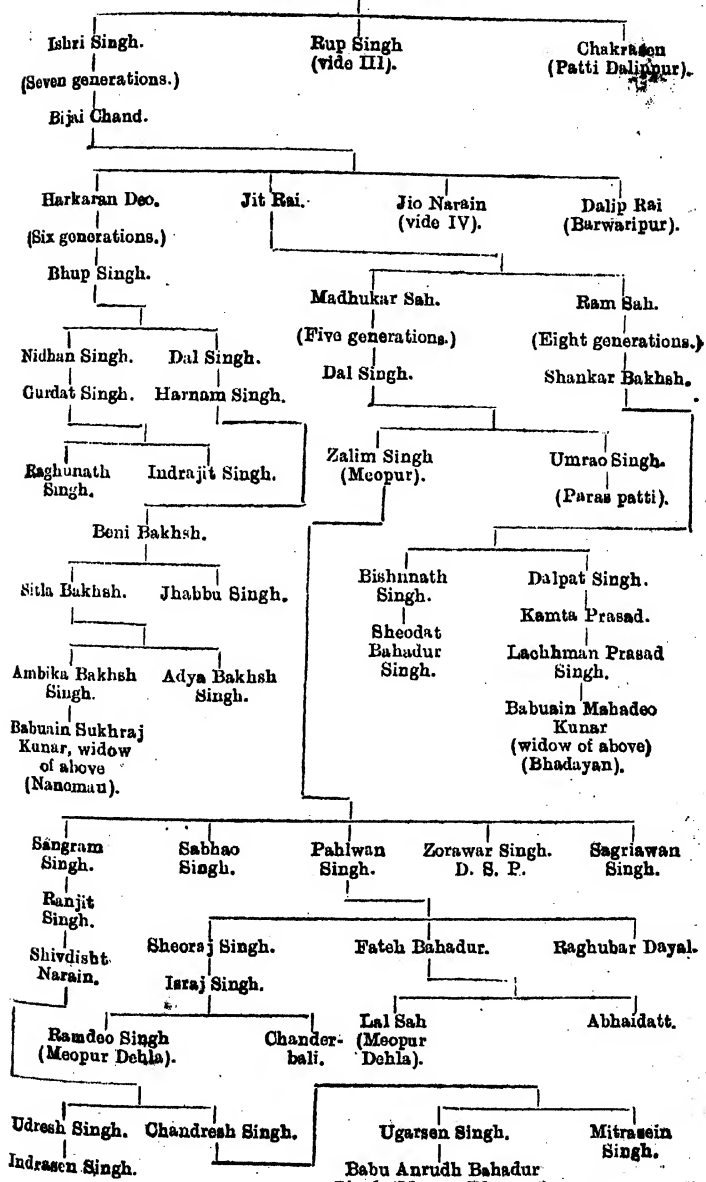 Ishri Singh. Rup Singh Chakrasen
(vide III). (Patti Dalippur).
(Seven generations.)
Bijai Chand.
Harkaran Deo. Jit Rai. Jio Narain Dalip Rai
(vide IV). (Barwaripur).
(Six generations.)
Bhup Singh.
Madhukar Sah. Ram Sah.
(Five generations.) (Eight generations.)
Nidhan Singh. Dal Singh. Dal Singh. Shankar Bakhsh.
Gurdat Singh. Harnam Singh.
Zalim Singh Umrao Singh.
(Meopur).
Raghunath Indrajit Singh.
Singh.
(Paras patti).
Beni Bakhsh.
Bishnnath Dalpat Singh.
Singh.
Sitla Bakhsh. Jhabbu Singh.
Sheodat Kamta Prasad.
Bahadur
Singh.
Lachhman Prasad
Singh.
Ambika Bakhsh Adya Bakhsh
Singh. Singh.
Babuain Mahadeo
Kunar
(widow of above)
(Bhadayan).
Babuain Sukhraj
Kunar, widow
of above
(Nanomau).
Sangram Sabhao Pahlwan Zorawar Singh. Sagriawan
Singh. Singh. Singh. D. S. P. Singh.
Ranjit
Singh.
Shivdisht
Narain.
Sheoraj Singh. Fateh Bahadur. Raghubar Dayal.
Israj Singh.
Ramdeo Singh Chander- Lal Sah Abhaidatt.
(Meopur Dehla). bali. (Meopur
Dehla).
Udresh Singh. Chandresh Singh. Ugarsen Singh. Mitrasein
Singh.
Indrasen Singh. Babu Anrudh Bahadur